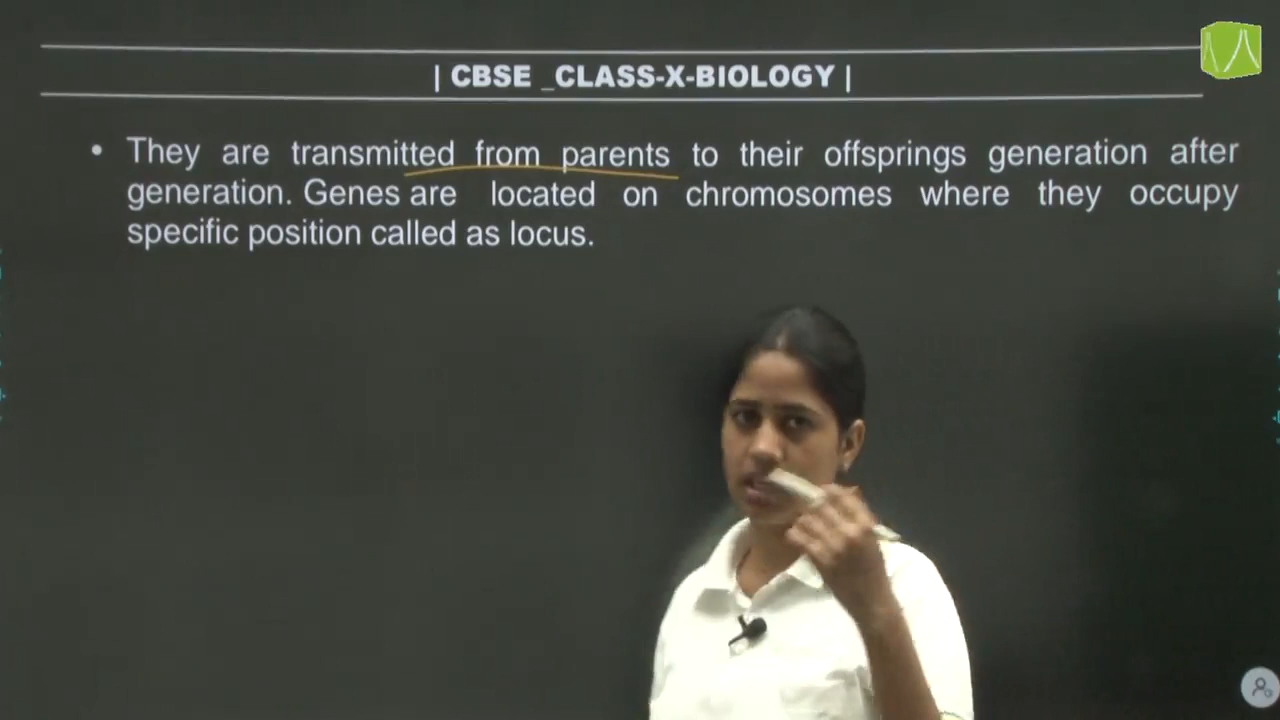 | CBSE _CLASS-X-BIOLOGY |
• They are transmitted from parents to their offsprings generation after
generation. Genes are located on chromosomes where they occupy
specific position called as locus.